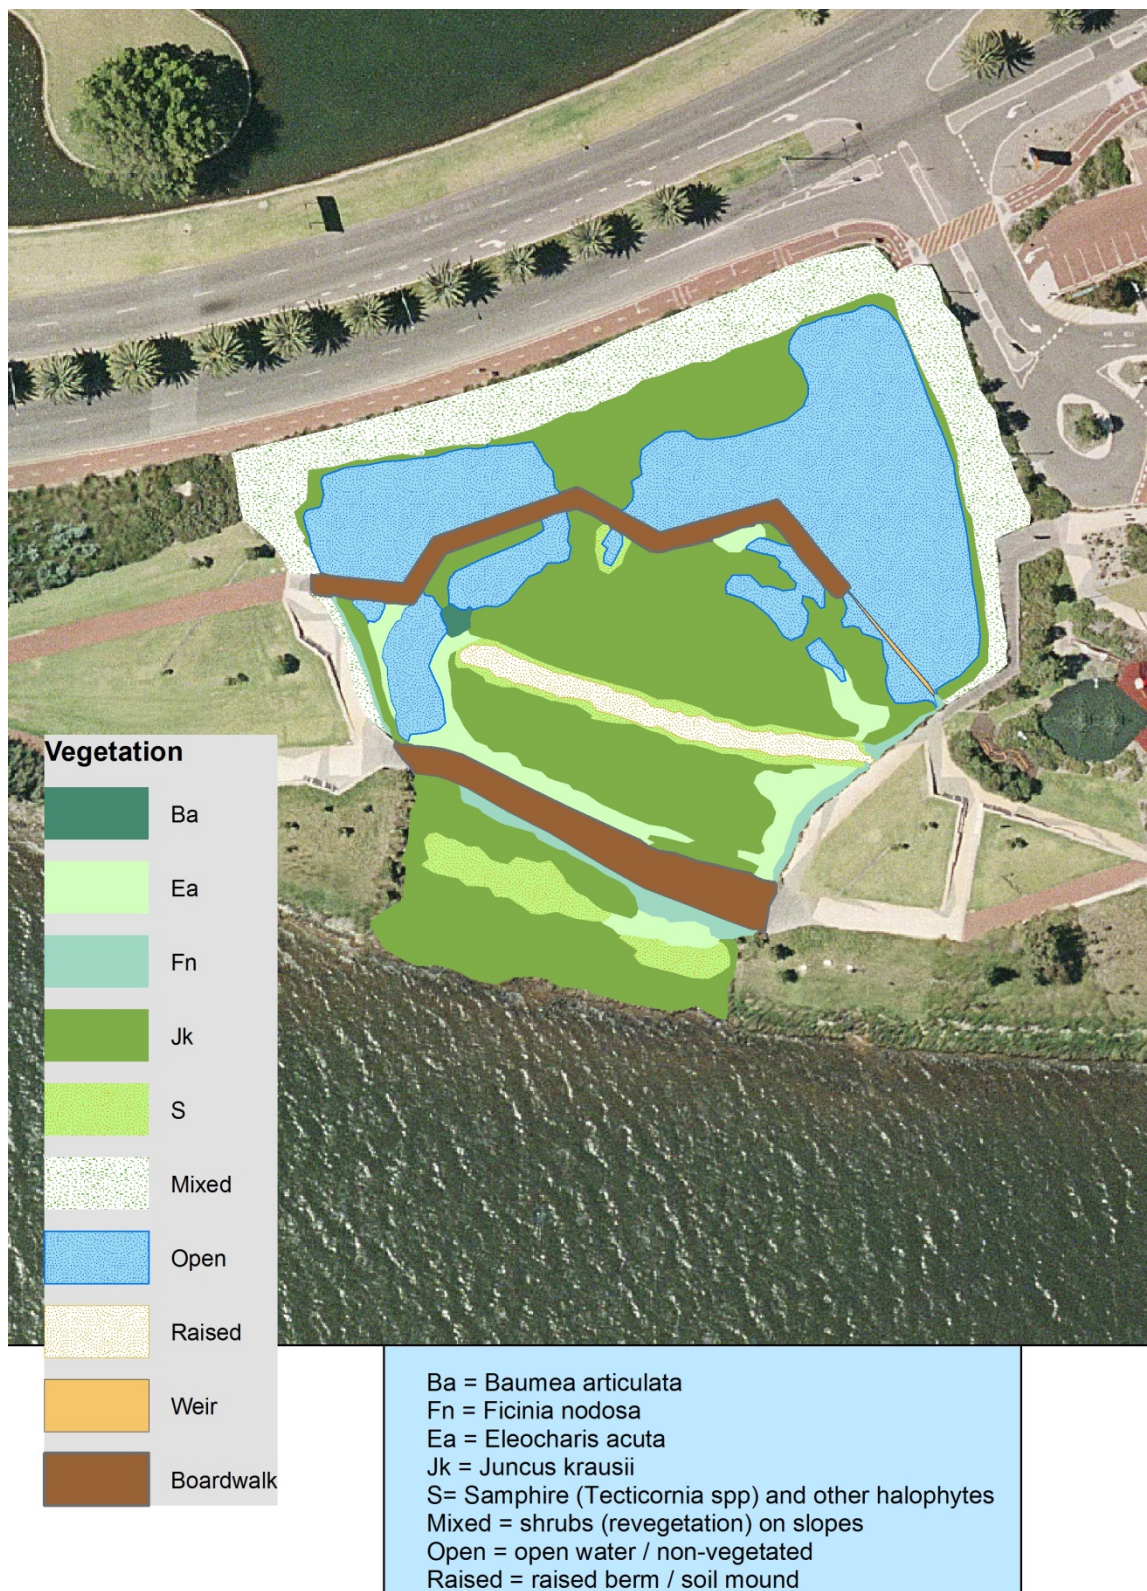 Vegetation
Ba
Ea
Fn
Jk
S
Mixed
Open
Raised
Weir
Boardwalk
Ba = Baumea articulata
Fn = Ficinia nodosa
Ea = Eleocharis acuta
Jk = Juncus krausii
S= Samphire (Tecticornia spp) and other halophytes
Mixed = shrubs (revegetation) on slopes
Open = open water / non-vegetated
Raised = raised berm / soil mound